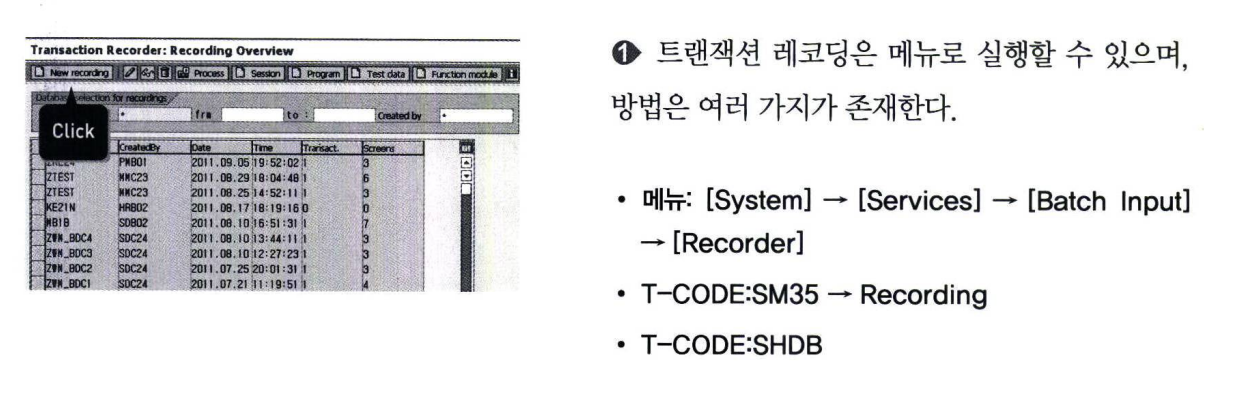 Transaction Recorder: Recording Overview
New recording Process Session Program Test data Function module
Database selection for recordings
* frm to : Created by *
Click
CreatedBy Date Time Transact. Screens
PMB01 2011.09.05 19:52:02 1 3
ZTEST MMC23 2011.08.29 18:04:48 1 6
ZTEST MMC23 2011.08.25 14:52:11 1 3
KE21N HRB02 2011.08.17 18:19:16 0 0
MB1B SDB02 2011.08.10 16:51:31 1 7
ZWM_BDC4 SDC24 2011.08.10 13:44:11 1 3
ZWM_BDC3 SDC24 2011.08.10 12:27:23 1 3
ZWM_BDC2 SDC24 2011.07.25 20:01:31 1 3
ZWM_BDC1 SDC24 2011.07.21 11:19:51 1 4
❶ 트랜잭션 레코딩은 메뉴로 실행할 수 있으며,
방법은 여러 가지가 존재한다.
• 메뉴: [System] → [Services] → [Batch Input]
→ [Recorder]
• T-CODE:SM35 → Recording
• T-CODE:SHDB